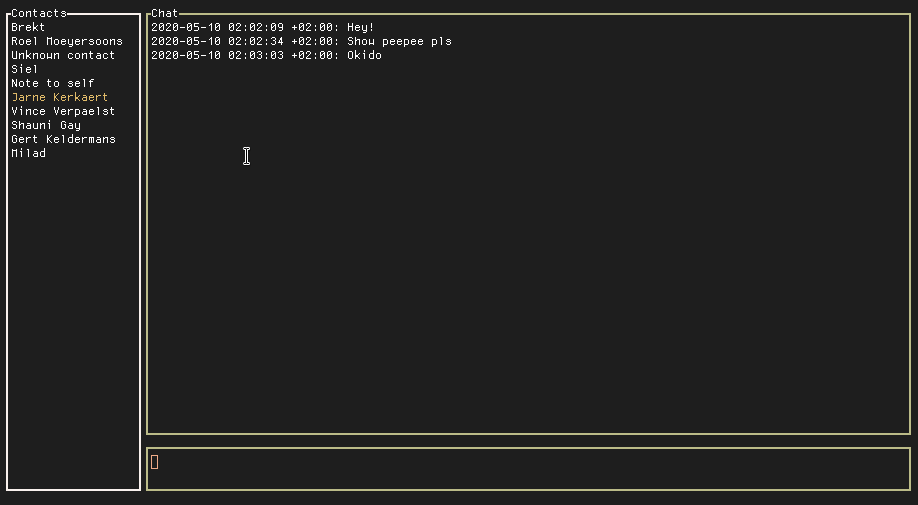 Contacts
Brekt
Roel Moeyersoons
Unknown contact
Siel
Note to self
Jarne Kerkaert
Vince Verpaelst
Shauni Gay
Gert Keldermans
Milad
Chat
2020-05-10 02:02:09 +02:00: Hey!
2020-05-10 02:02:34 +02:00: Show peepee pls
2020-05-10 02:03:03 +02:00: Okido